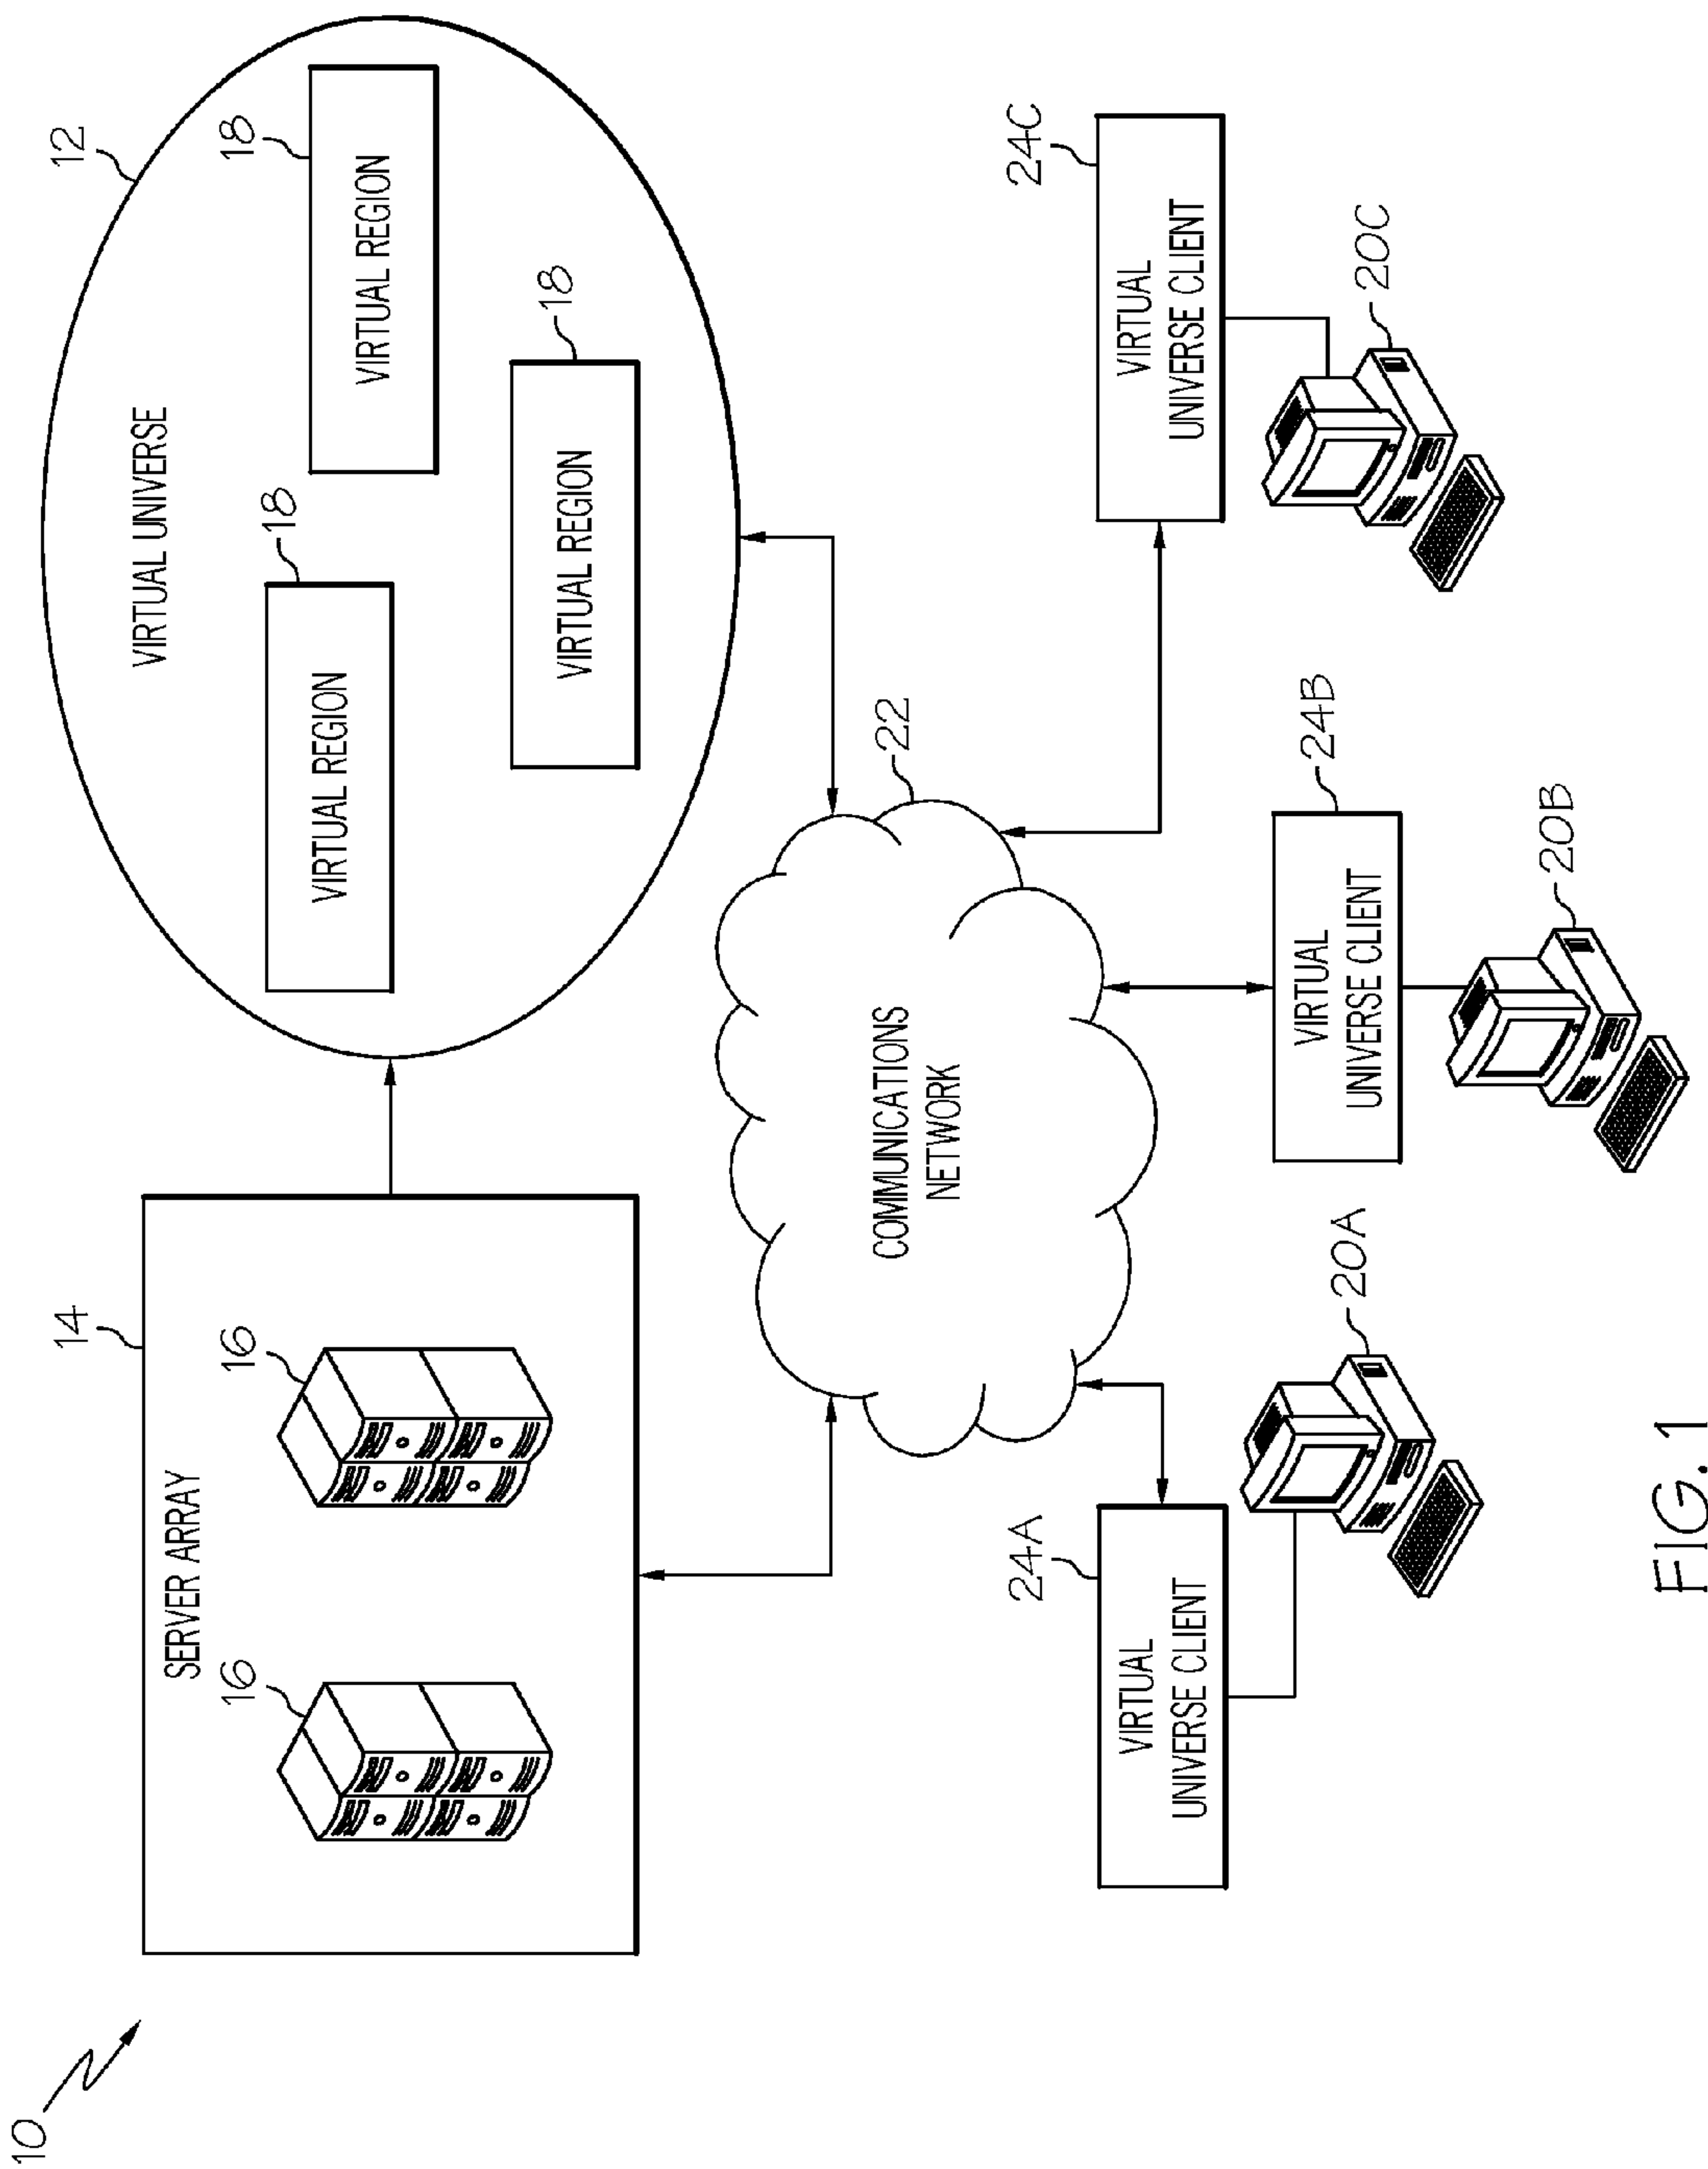 10
14
SERVER ARRAY
16
16
12
VIRTUAL UNIVERSE
18
VIRTUAL REGION
18
VIRTUAL REGION
18
VIRTUAL REGION
22
COMMUNICATIONS
NETWORK
24A
VIRTUAL
UNIVERSE CLIENT
20A
24B
VIRTUAL
UNIVERSE CLIENT
20B
24C
VIRTUAL
UNIVERSE CLIENT
20C
FIG. 1